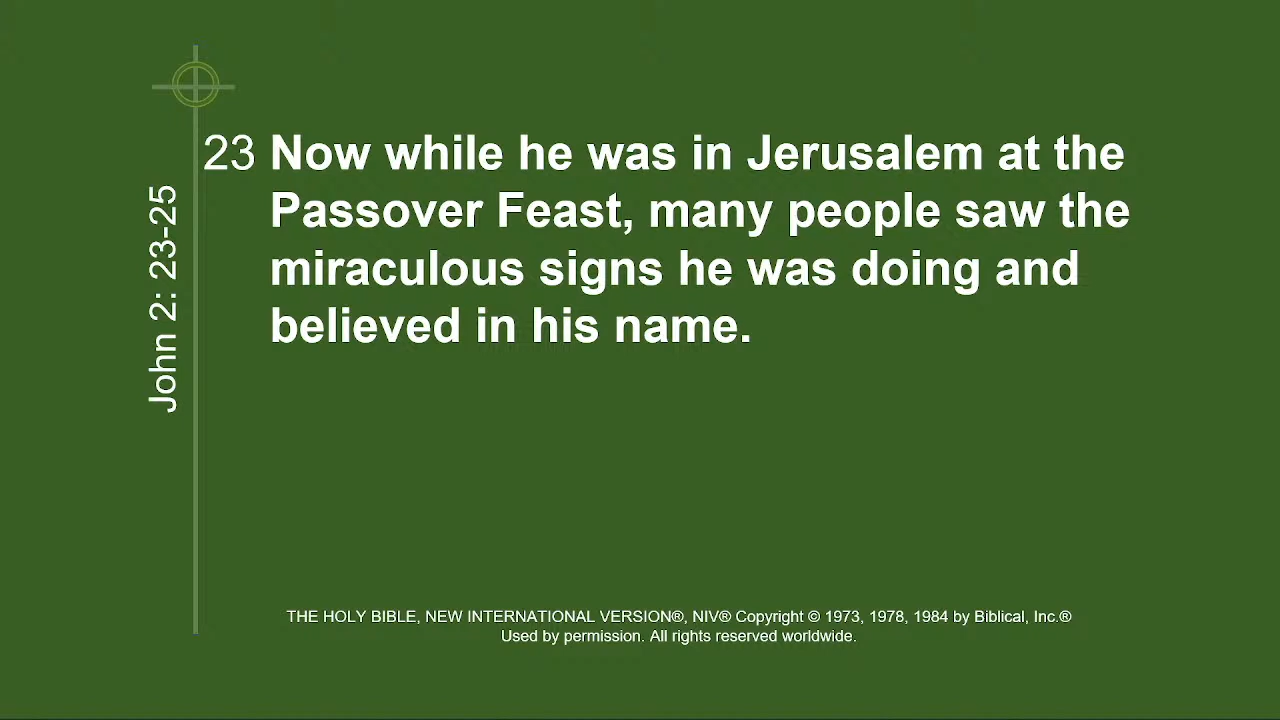 John 2: 23-25
23 Now while he was in Jerusalem at the
Passover Feast, many people saw the
miraculous signs he was doing and
believed in his name.
THE HOLY BIBLE, NEW INTERNATIONAL VERSION®, NIV® Copyright © 1973, 1978, 1984 by Biblical, Inc.®
Used by permission. All rights reserved worldwide.